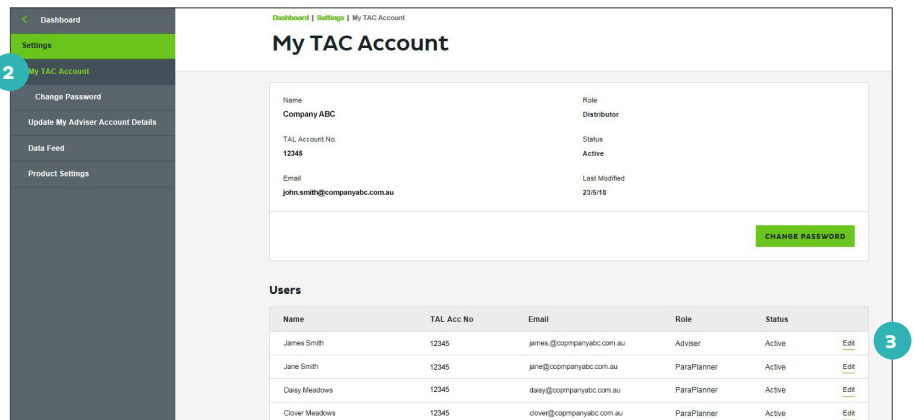 Dashboard
Settings
2
My TAC Account
Change Password
Update My Adviser Account Details
Data Feed
Product Settings
Dashboard | Settings | My TAC Account
My TAC Account
Name Role
Company ABC Distributor
TAL Account No. Status
12345 Active
Email Last Modified
john.smith@companyabc.com.au 23/5/18
CHANGE PASSWORD
Users
Name TAL Acc No Email Role Status
James Smith 12345 james.@copmpanyabc.com.au Adviser Active Edit 3
Jane Smith 12345 jane@copmpanyabc.com.au ParaPlanner Active Edit
Daisy Meadows 12345 daisy@copmpanyabc.com.au ParaPlanner Active Edit
Clover Meadows 12345 clover@copmpanyabc.com.au ParaPlanner Active Edit